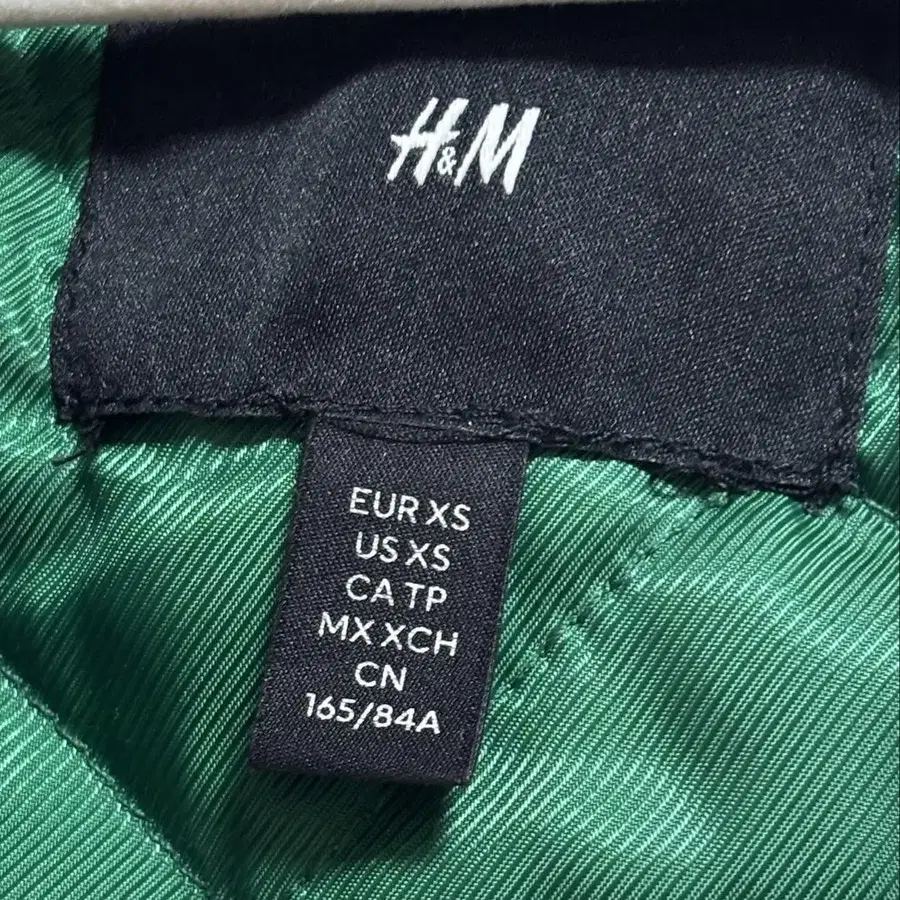 H&M
EUR XS
US XS
CA TP
MX XCH
CN
165/84A